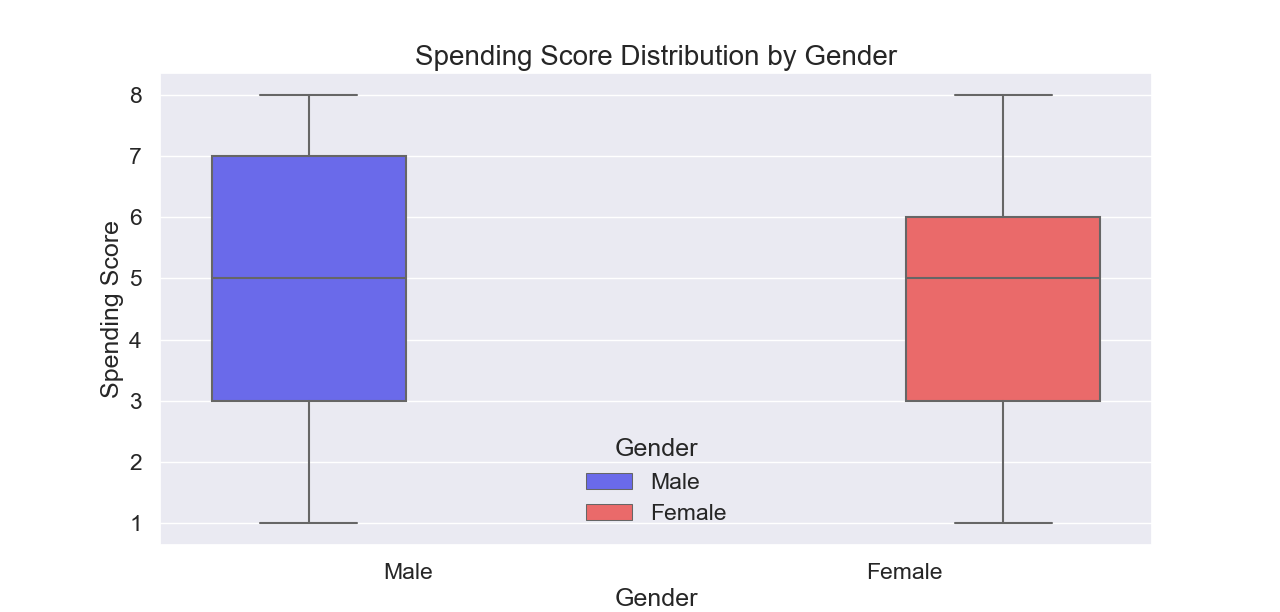 Spending Score Distribution by Gender
Spending Score
8
7
6
5
4
3
2
1
Gender
Male
Female
Male Female
Gender